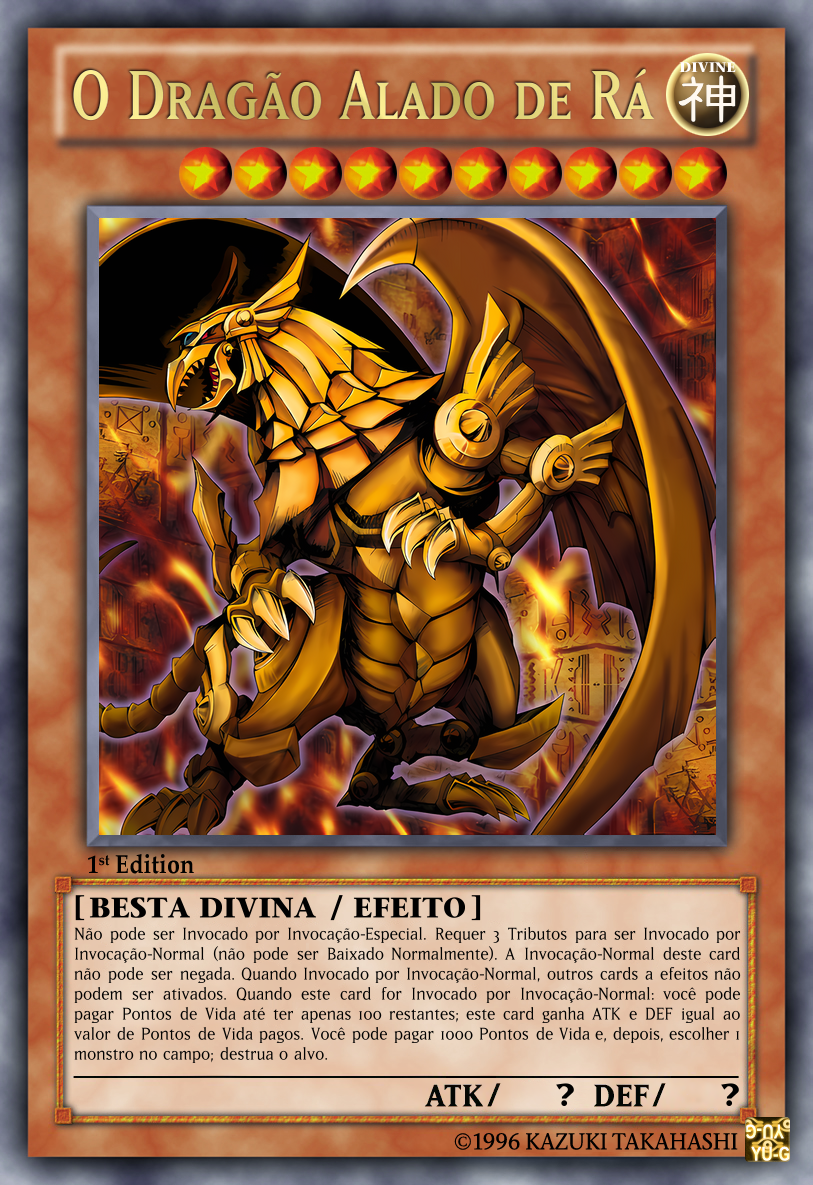 O Dragão Alado de Rá
DIVINE
神
1st Edition
[ BESTA DIVINA / EFEITO ]
Não pode ser Invocado por Invocação-Especial. Requer 3 Tributos para ser Invocado por
Invocação-Normal (não pode ser Baixado Normalmente). A Invocação-Normal deste card
não pode ser negada. Quando Invocado por Invocação-Normal, outros cards a efeitos não
podem ser ativados. Quando este card for Invocado por Invocação-Normal: você pode
pagar Pontos de Vida até ter apenas 100 restantes; este card ganha ATK e DEF igual ao
valor de Pontos de Vida pagos. Você pode pagar 1000 Pontos de Vida e, depois, escolher 1
monstro no campo; destrua o alvo.
ATK/ ? DEF/ ?
©1996 KAZUKI TAKAHASHI